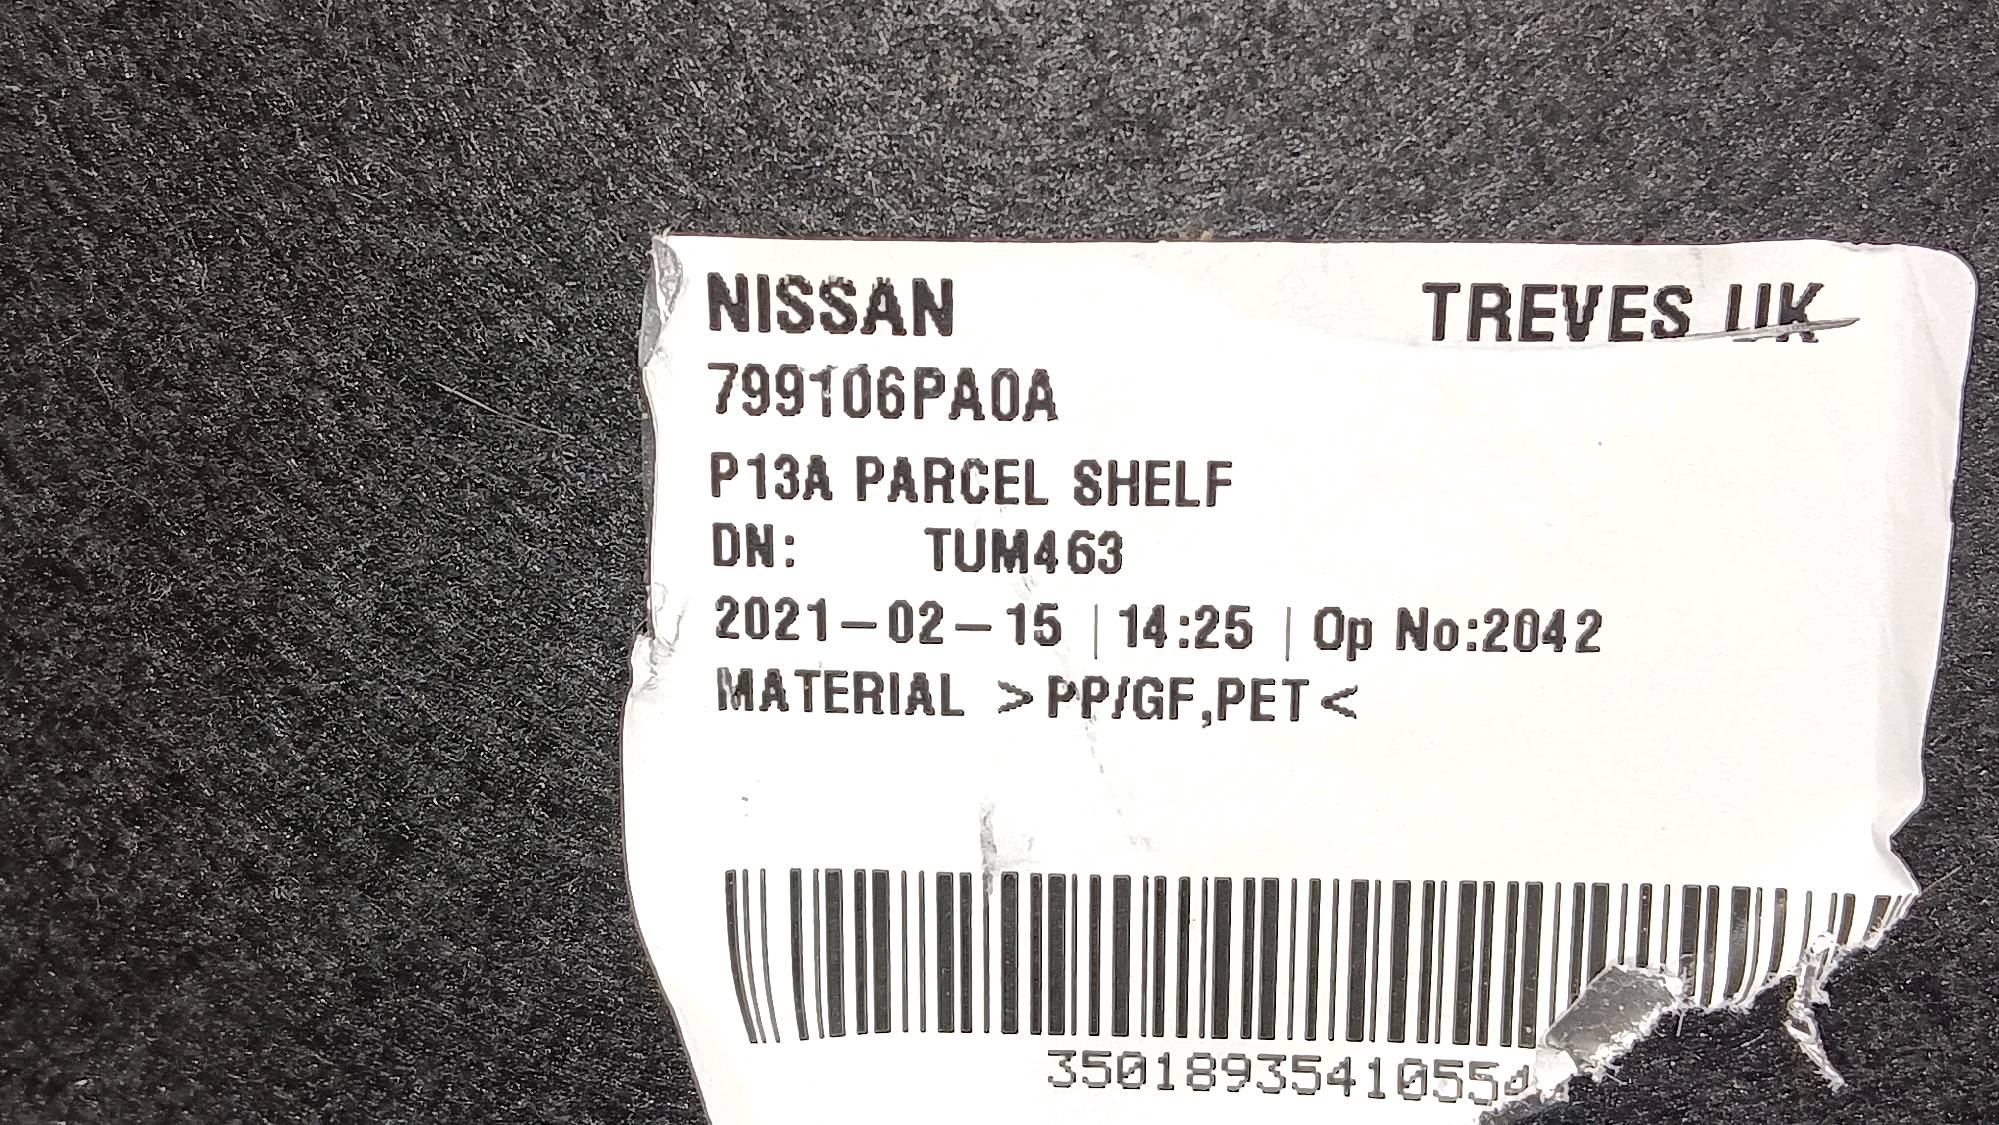 NISSAN TREVES UK
799106PA0A
P13A PARCEL SHELF
DN: TUM463
2021-02-15 | 14:25 | Op No:2042
MATERIAL >PP/GF,PET<